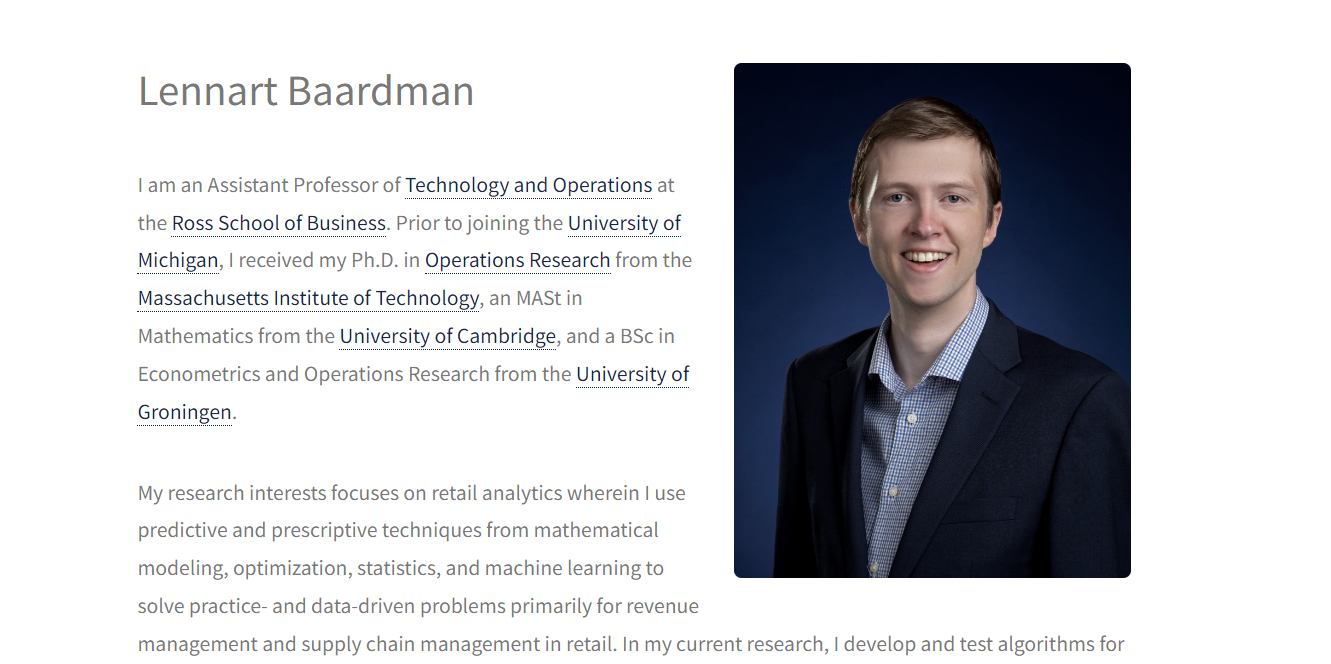 Lennart Baardman
I am an Assistant Professor of Technology and Operations at
the Ross School of Business. Prior to joining the University of
Michigan, I received my Ph.D. in Operations Research from the
Massachusetts Institute of Technology, an MASt in
Mathematics from the University of Cambridge, and a BSc in
Econometrics and Operations Research from the University of
Groningen.
My research interests focuses on retail analytics wherein I use
predictive and prescriptive techniques from mathematical
modeling, optimization, statistics, and machine learning to
solve practice- and data-driven problems primarily for revenue
management and supply chain management in retail. In my current research, I develop and test algorithms for